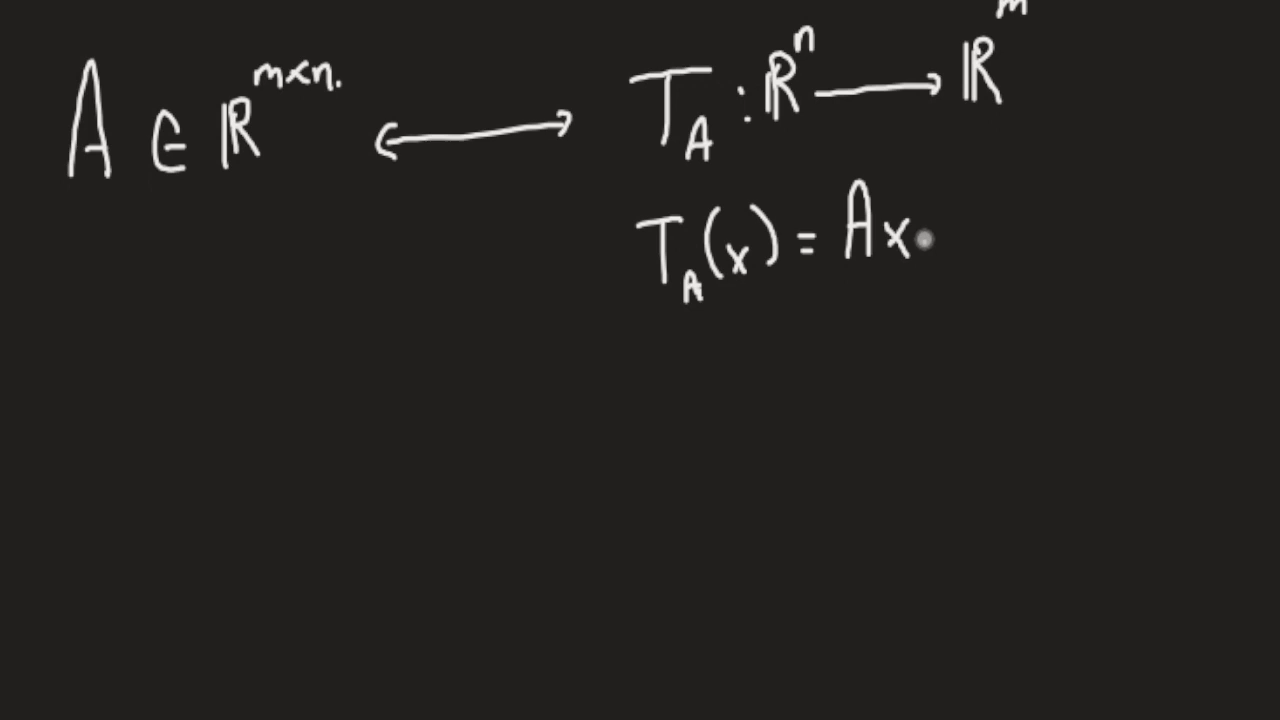 A ∈ ℝ^{m×n}. ⟷ T_A : ℝ^n ⟶ ℝ^m
T_A(x) = Ax